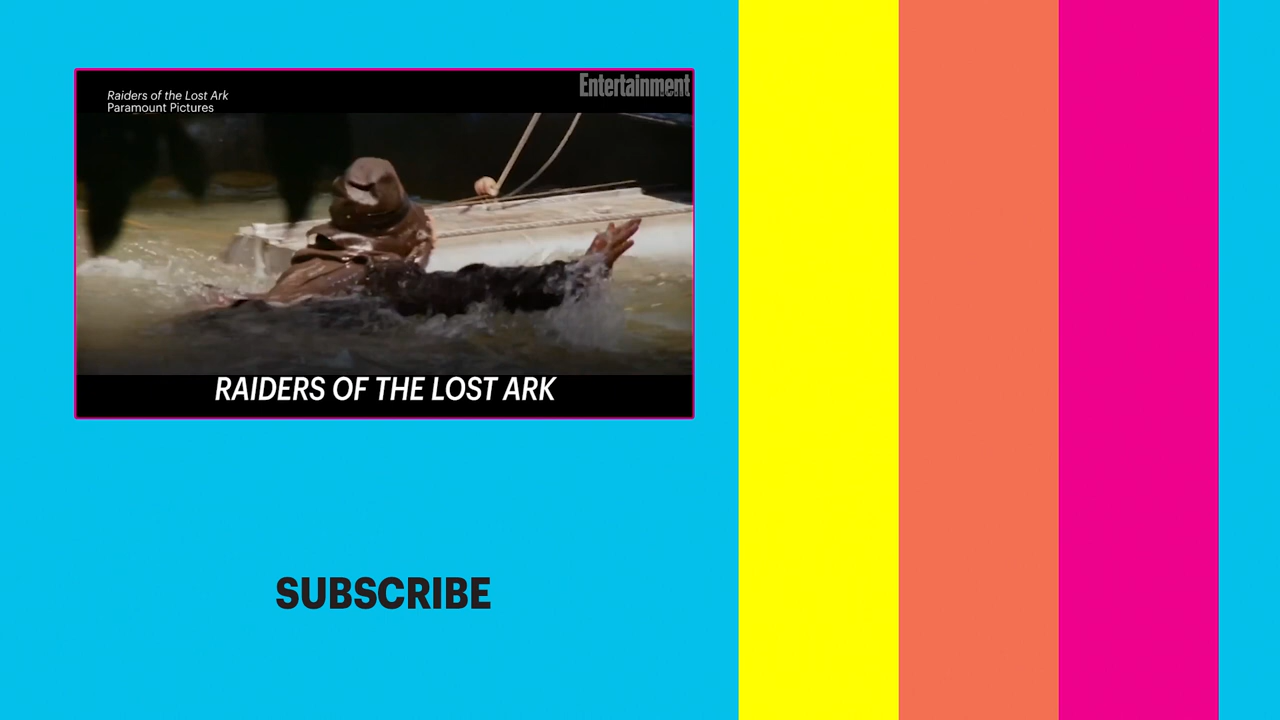 Entertainment
Raiders of the Lost Ark
Paramount Pictures
RAIDERS OF THE LOST ARK
SUBSCRIBE